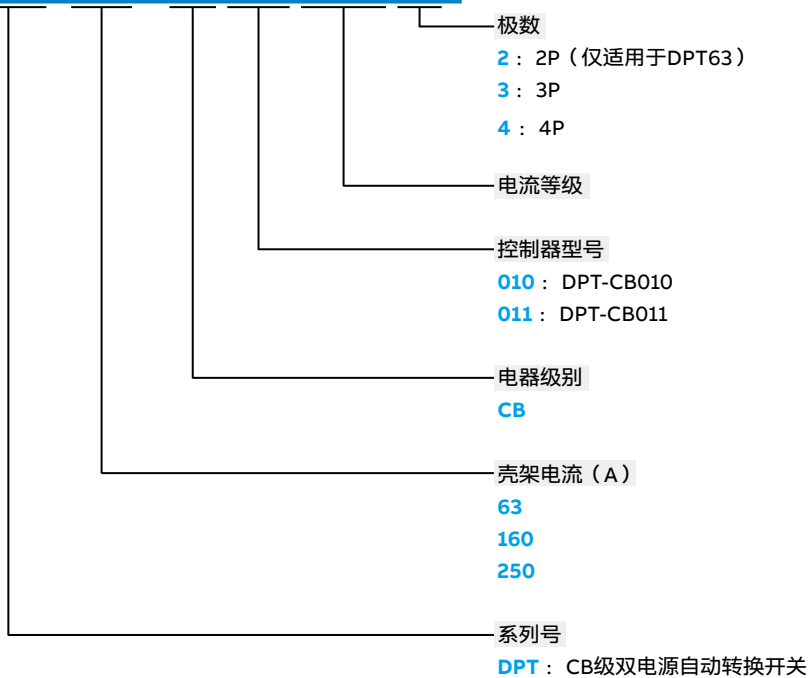 极数
2： 2P（仅适用于DPT63）
3： 3P
4： 4P
电流等级
控制器型号
010： DPT-CB010
011： DPT-CB011
电器级别
CB
壳架电流（A）
63
160
250
系列号
DPT： CB级双电源自动转换开关